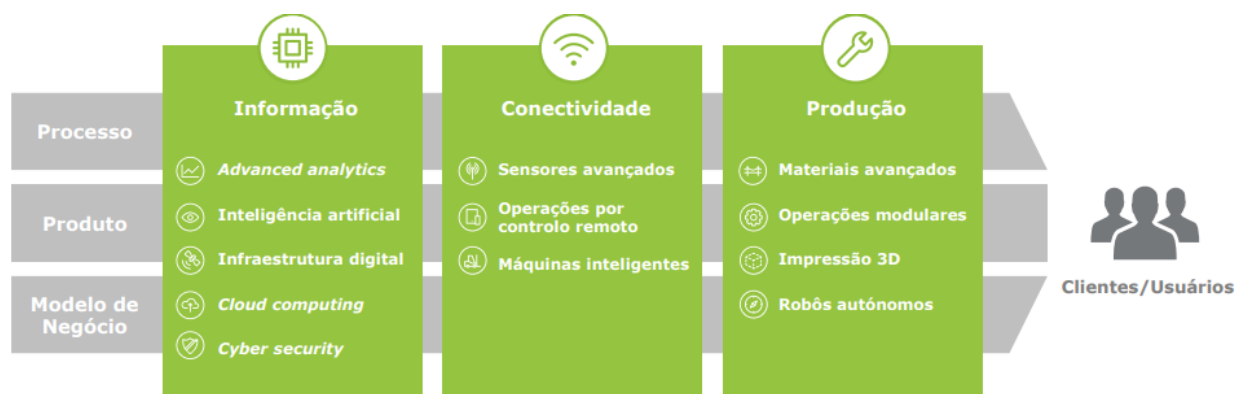 Processo
Produto
Modelo de
Negócio
Informação
Advanced analytics
Inteligência artificial
Infraestrutura digital
Cloud computing
Cyber security
Conectividade
Sensores avançados
Operações por
controlo remoto
Máquinas inteligentes
Produção
Materiais avançados
Operações modulares
Impressão 3D
Robôs autónomos
Clientes/Usuários